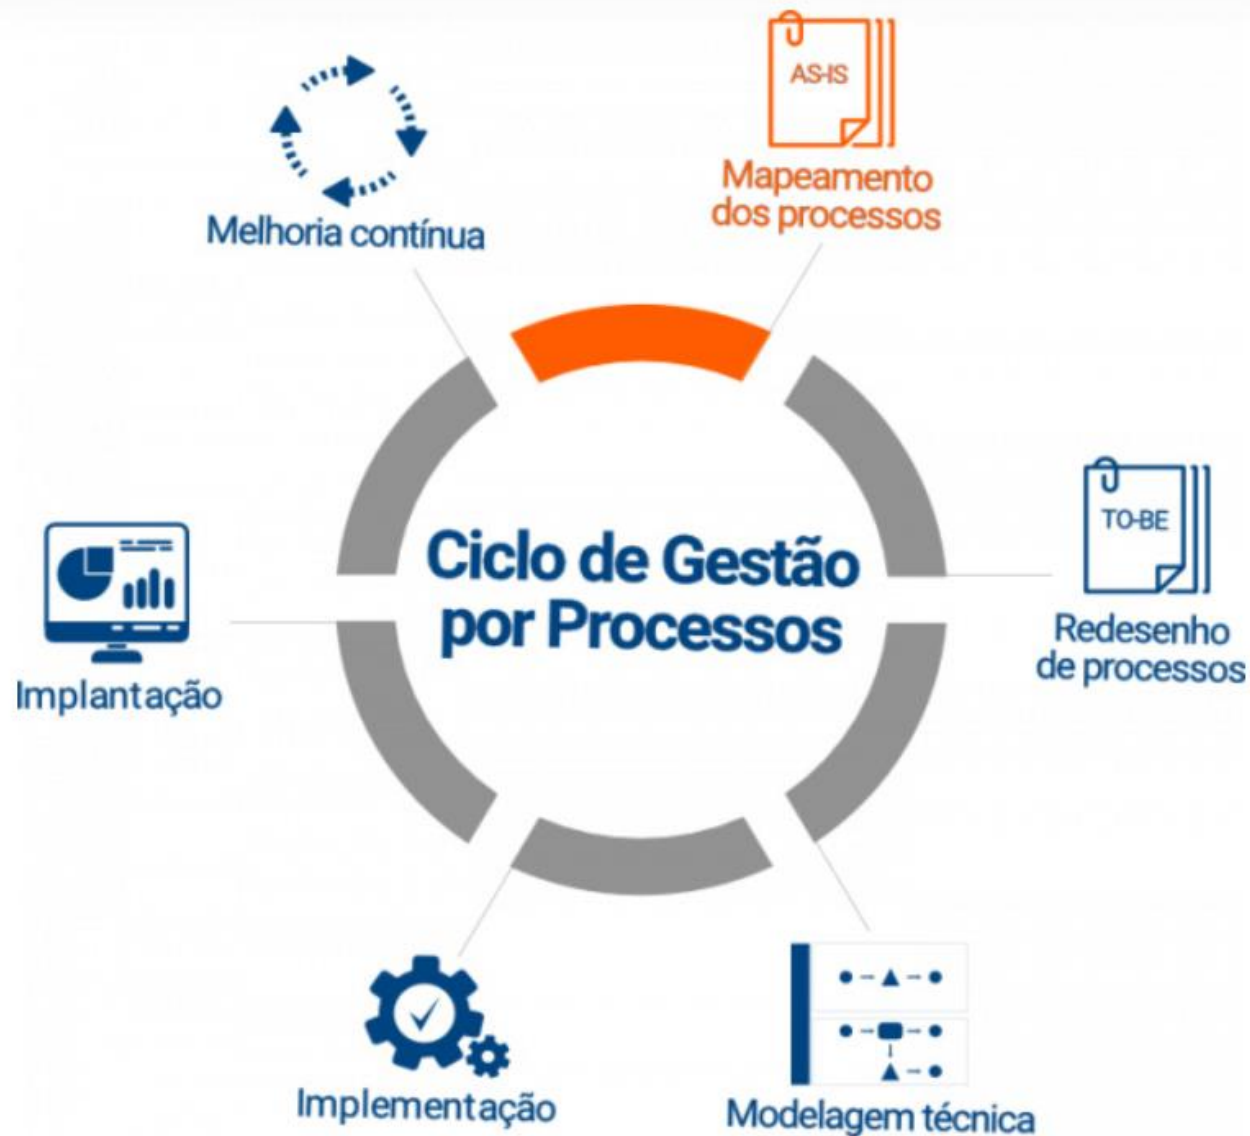 AS-IS
Mapeamento
dos processos
Melhoria contínua
Ciclo de Gestão
por Processos
TO-BE
Redesenho
de processos
Implantação
Implementação
Modelagem técnica